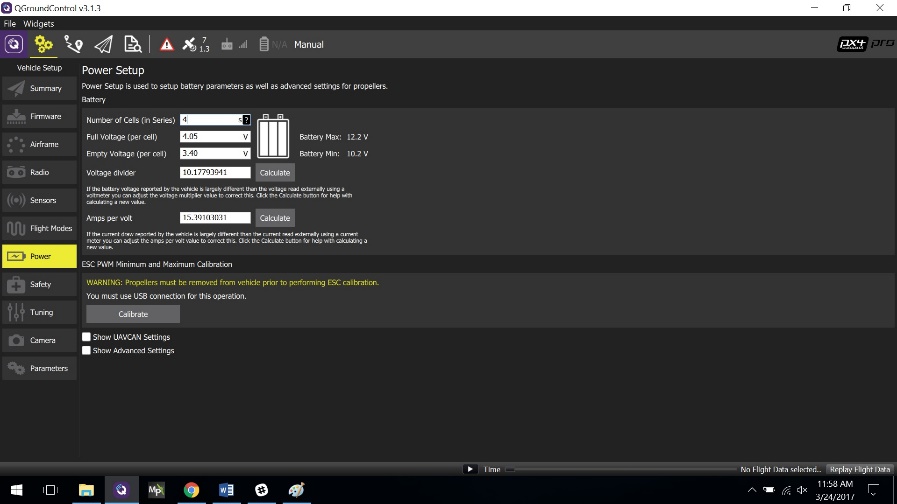 QGroundControl v3.1.3
File Widgets
7
1.3
N/A Manual
px4 pro
Vehicle Setup
Summary
Firmware
Airframe
Radio
Sensors
Flight Modes
Power
Safety
Tuning
Camera
Parameters
Power Setup
Power Setup is used to setup battery parameters as well as advanced settings for propellers.
Battery
Number of Cells (in Series) 4 s ?
Full Voltage (per cell) 4.05 V Battery Max: 12.2 V
Empty Voltage (per cell) 3.40 V Battery Min: 10.2 V
Voltage divider 10.17793941 Calculate
If the battery voltage reported by the vehicle is largely different than the voltage read externally using a
voltmeter you can adjust the voltage multiplier value to correct this. Click the Calculate button for help with
calculating a new value.
Amps per volt 15.39103031 Calculate
If the current draw reported by the vehicle is largely different than the current read externally using a current
meter you can adjust the amps per volt value to correct this. Click the Calculate button for help with calculating a
new value.
ESC PWM Minimum and Maximum Calibration
WARNING: Propellers must be removed from vehicle prior to performing ESC calibration.
You must use USB connection for this operation.
Calibrate
Show UAVCAN Settings
Show Advanced Settings
Time No Flight Data selected... Replay Flight Data
11:58 AM
3/24/2017